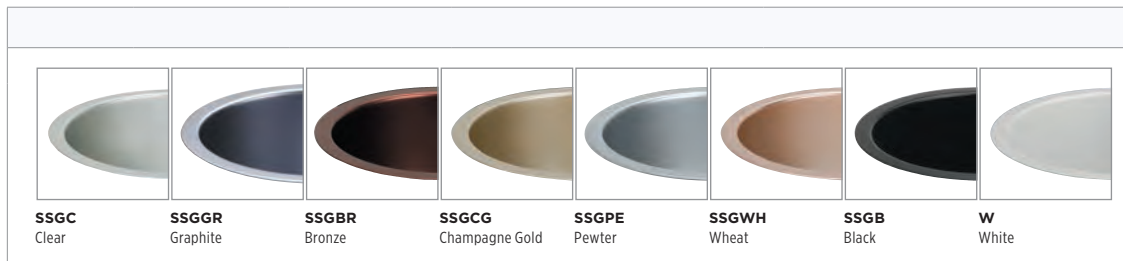 SSGC
Clear
SSGGR
Graphite
SSGBR
Bronze
SSGCG
Champagne Gold
SSGPE
Pewter
SSGWH
Wheat
SSGB
Black
W
White